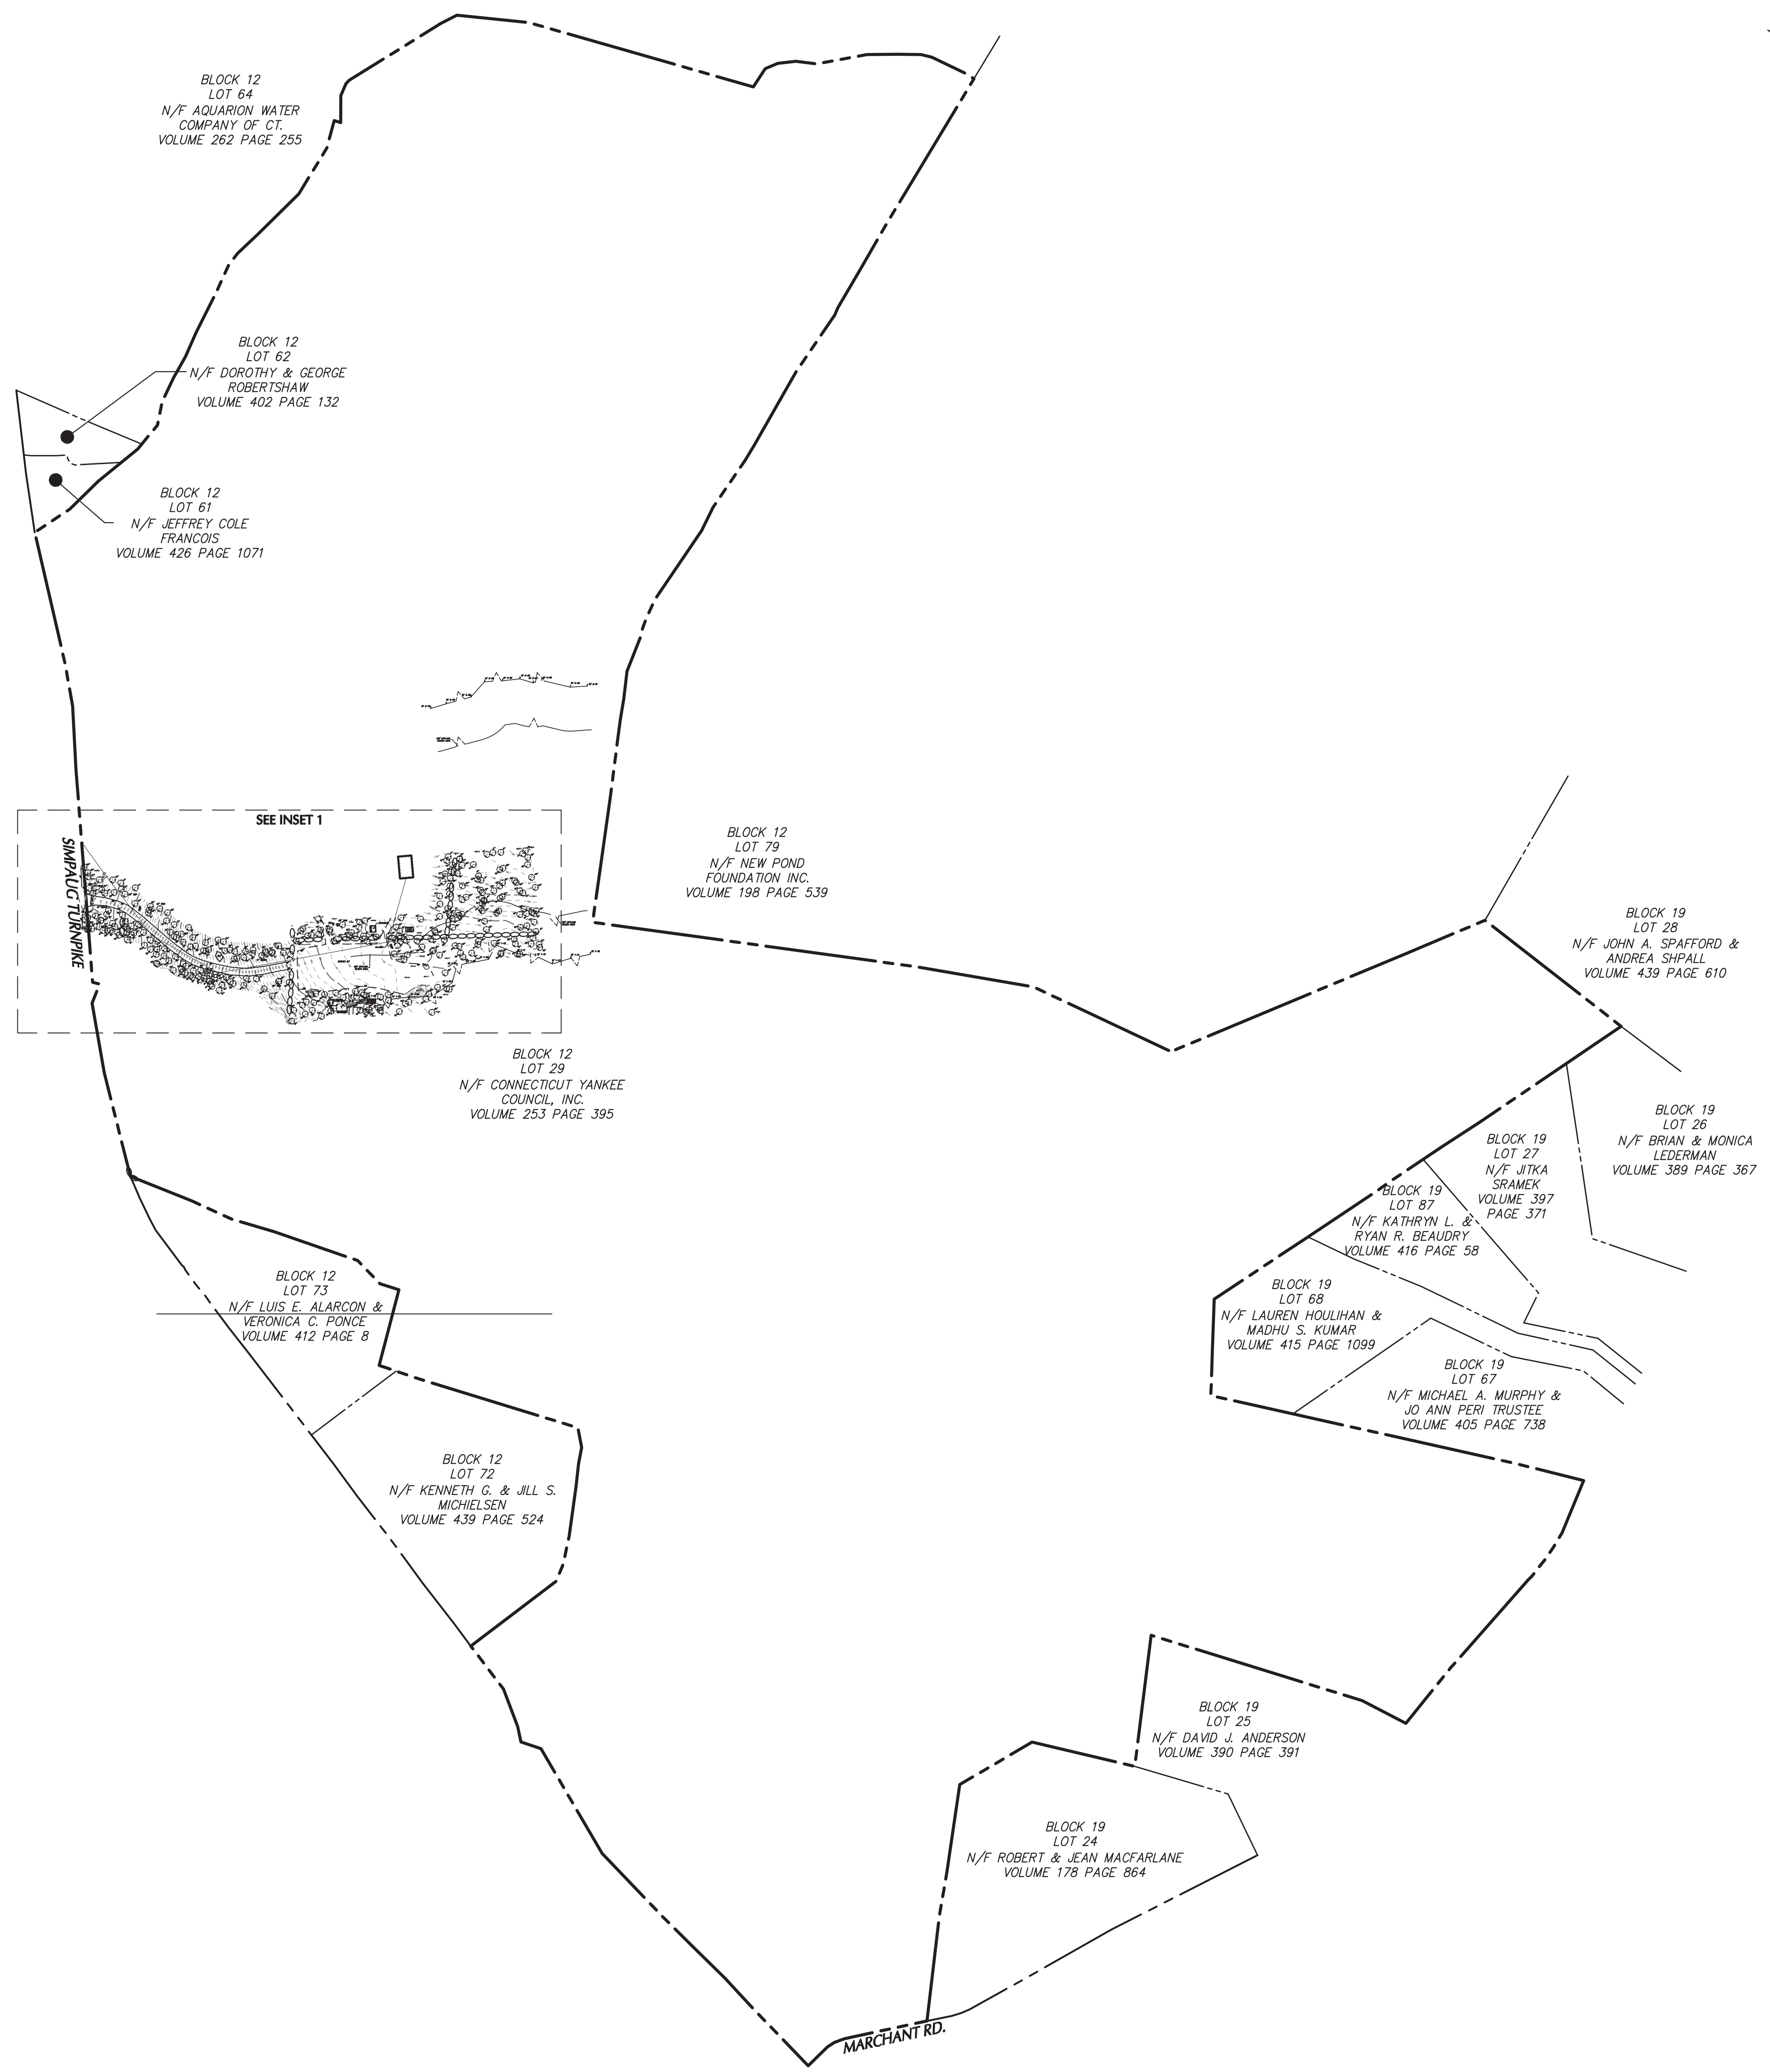 BLOCK 12
LOT 64
N/F AQUARION WATER
COMPANY OF CT.
VOLUME 262 PAGE 255
BLOCK 12
LOT 62
N/F DOROTHY & GEORGE
ROBERTSHAW
VOLUME 402 PAGE 132
BLOCK 12
LOT 61
N/F JEFFREY COLE
FRANCOIS
VOLUME 426 PAGE 1071
SEE INSET 1
SIMPAUG TURNPIKE
BLOCK 12
LOT 79
N/F NEW POND
FOUNDATION INC.
VOLUME 198 PAGE 539
BLOCK 19
LOT 28
N/F JOHN A. SPAFFORD &
ANDREA SHPALL
VOLUME 439 PAGE 610
BLOCK 12
LOT 29
N/F CONNECTICUT YANKEE
COUNCIL, INC.
VOLUME 253 PAGE 395
BLOCK 19
LOT 26
N/F BRIAN & MONICA
LEDERMAN
VOLUME 389 PAGE 367
BLOCK 19
LOT 27
N/F JITKA
SRAMEK
VOLUME 397
PAGE 371
BLOCK 19
LOT 87
N/F KATHRYN L. &
RYAN R. BEAUDRY
VOLUME 416 PAGE 58
BLOCK 12
LOT 73
N/F LUIS E. ALARCON &
VERONICA C. PONCE
VOLUME 412 PAGE 8
BLOCK 19
LOT 68
N/F LAUREN HOULIHAN &
MADHU S. KUMAR
VOLUME 415 PAGE 1099
BLOCK 19
LOT 67
N/F MICHAEL A. MURPHY &
JO ANN PERI TRUSTEE
VOLUME 405 PAGE 738
BLOCK 12
LOT 72
N/F KENNETH G. & JILL S.
MICHIELSEN
VOLUME 439 PAGE 524
BLOCK 19
LOT 25
N/F DAVID J. ANDERSON
VOLUME 390 PAGE 391
BLOCK 19
LOT 24
N/F ROBERT & JEAN MACFARLANE
VOLUME 178 PAGE 864
MARCHANT RD.